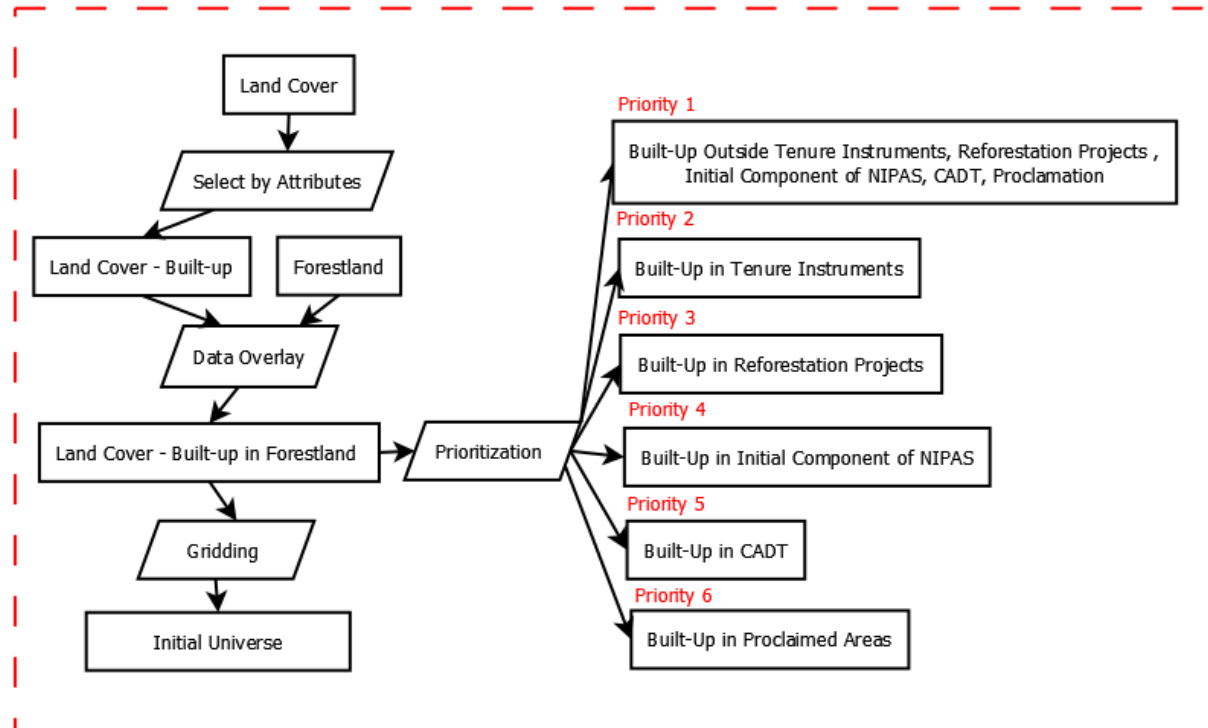 Land Cover
Select by Attributes
Land Cover - Built-up
Forestland
Data Overlay
Land Cover - Built-up in Forestland
Prioritization
Gridding
Initial Universe
Priority 1
Built-Up Outside Tenure Instruments, Reforestation Projects ,
Initial Component of NIPAS, CADT, Proclamation
Priority 2
Built-Up in Tenure Instruments
Priority 3
Built-Up in Reforestation Projects
Priority 4
Built-Up in Initial Component of NIPAS
Priority 5
Built-Up in CADT
Priority 6
Built-Up in Proclaimed Areas